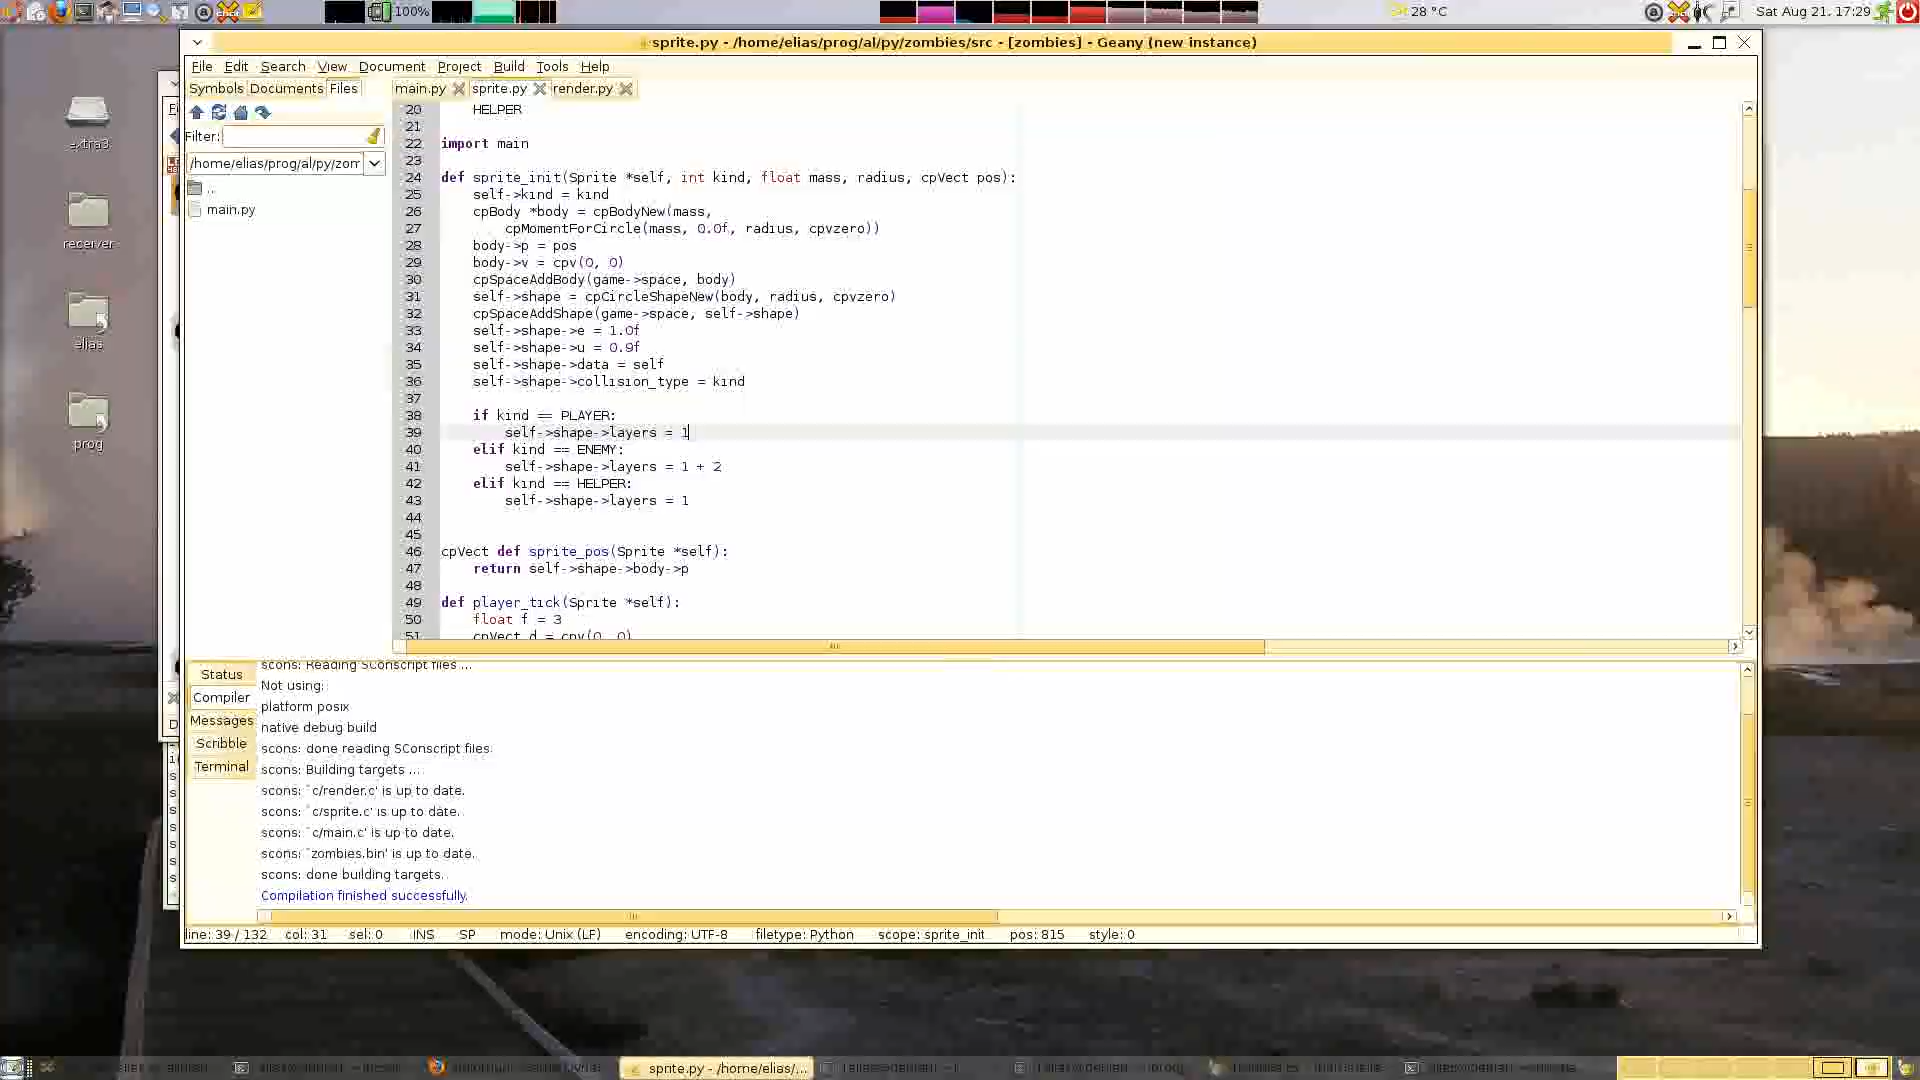 100%
28 °C
Sat Aug 21, 17:29
sprite.py - /home/elias/prog/al/py/zombies/src - [zombies] - Geany (new instance)
File Edit Search View Document Project Build Tools Help
Symbols Documents Files
main.py sprite.py render.py
Filter:
/home/elias/prog/al/py/zom
..
main.py
extra3
receiver
elias
prog
20 HELPER
21
22 import main
23
24 def sprite_init(Sprite *self, int kind, float mass, radius, cpVect pos):
25 self->kind = kind
26 cpBody *body = cpBodyNew(mass,
27 cpMomentForCircle(mass, 0.0f, radius, cpvzero))
28 body->p = pos
29 body->v = cpv(0, 0)
30 cpSpaceAddBody(game->space, body)
31 self->shape = cpCircleShapeNew(body, radius, cpvzero)
32 cpSpaceAddShape(game->space, self->shape)
33 self->shape->e = 1.0f
34 self->shape->u = 0.9f
35 self->shape->data = self
36 self->shape->collision_type = kind
37
38 if kind == PLAYER:
39 self->shape->layers = 1
40 elif kind == ENEMY:
41 self->shape->layers = 1 + 2
42 elif kind == HELPER:
43 self->shape->layers = 1
44
45
46 cpVect def sprite_pos(Sprite *self):
47 return self->shape->body->p
48
49 def player_tick(Sprite *self):
50 float f = 3
51 cpVect d = cpv(0, 0)
Status
Compiler
Messages
Scribble
Terminal
scons: Reading SConscript files ...
Not using:
platform posix
native debug build
scons: done reading SConscript files.
scons: Building targets ...
scons: `c/render.c' is up to date.
scons: `c/sprite.c' is up to date.
scons: `c/main.c' is up to date.
scons: `zombies.bin' is up to date.
scons: done building targets.
Compilation finished successfully.
line: 39 / 132 col: 31 sel: 0 INS SP mode: Unix (LF) encoding: UTF-8 filetype: Python scope: sprite_init pos: 815 style: 0
sprite.py - /home/elias/...